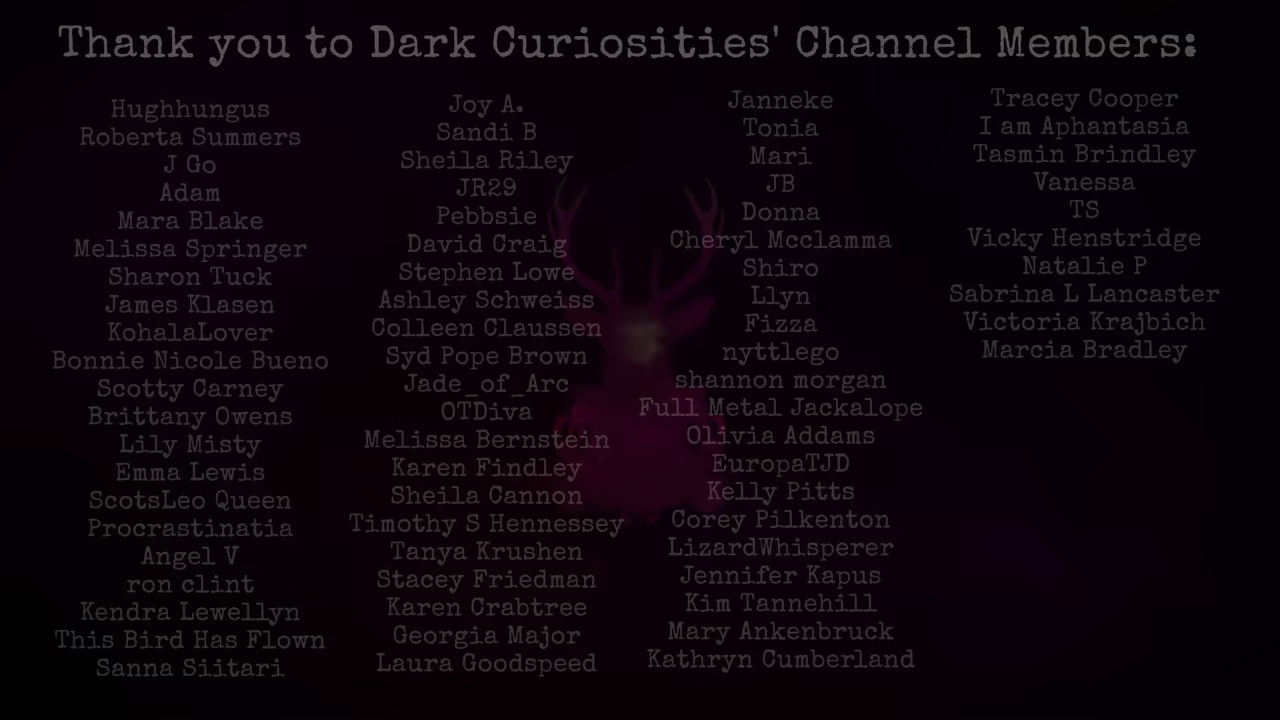 Thank you to Dark Curiosities' Channel Members:
Hughhungus
Roberta Summers
J Go
Adam
Mara Blake
Melissa Springer
Sharon Tuck
James Klasen
KohalaLover
Bonnie Nicole Bueno
Scotty Carney
Brittany Owens
Lily Misty
Emma Lewis
ScotsLeo Queen
Procrastinatia
Angel V
ron clint
Kendra Lewellyn
This Bird Has Flown
Sanna Siitari
Joy A.
Sandi B
Sheila Riley
JR29
Pebbsie
David Craig
Stephen Lowe
Ashley Schweiss
Colleen Claussen
Syd Pope Brown
Jade_of_Arc
OTDiva
Melissa Bernstein
Karen Findley
Sheila Cannon
Timothy S Hennessey
Tanya Krushen
Stacey Friedman
Karen Crabtree
Georgia Major
Laura Goodspeed
Janneke
Tonia
Mari
JB
Donna
Cheryl Mcclamma
Shiro
Llyn
Fizza
nyttlego
shannon morgan
Full Metal Jackalope
Olivia Addams
EuropaTJD
Kelly Pitts
Corey Pilkenton
LizardWhisperer
Jennifer Kapus
Kim Tannehill
Mary Ankenbruck
Kathryn Cumberland
Tracey Cooper
I am Aphantasia
Tasmin Brindley
Vanessa
TS
Vicky Henstridge
Natalie P
Sabrina L Lancaster
Victoria Krajbich
Marcia Bradley